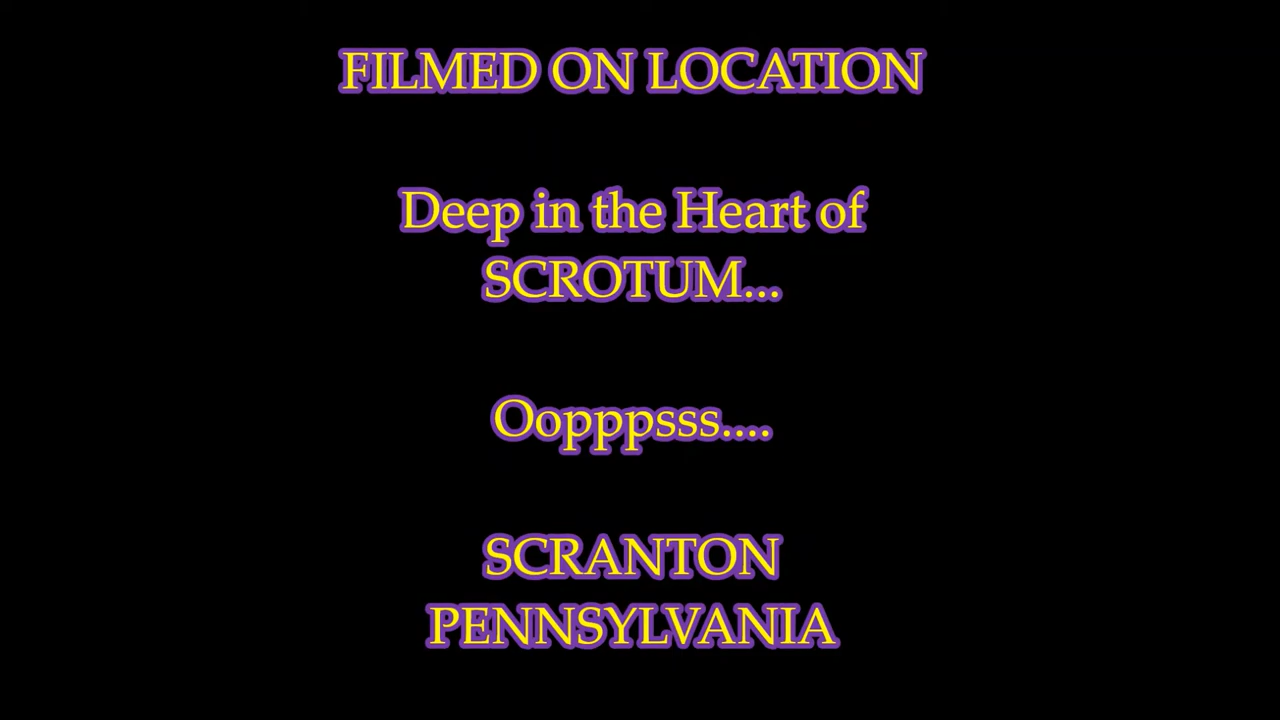 FILMED ON LOCATION
Deep in the Heart of
SCROTUM...
Oopppsss....
SCRANTON
PENNSYLVANIA